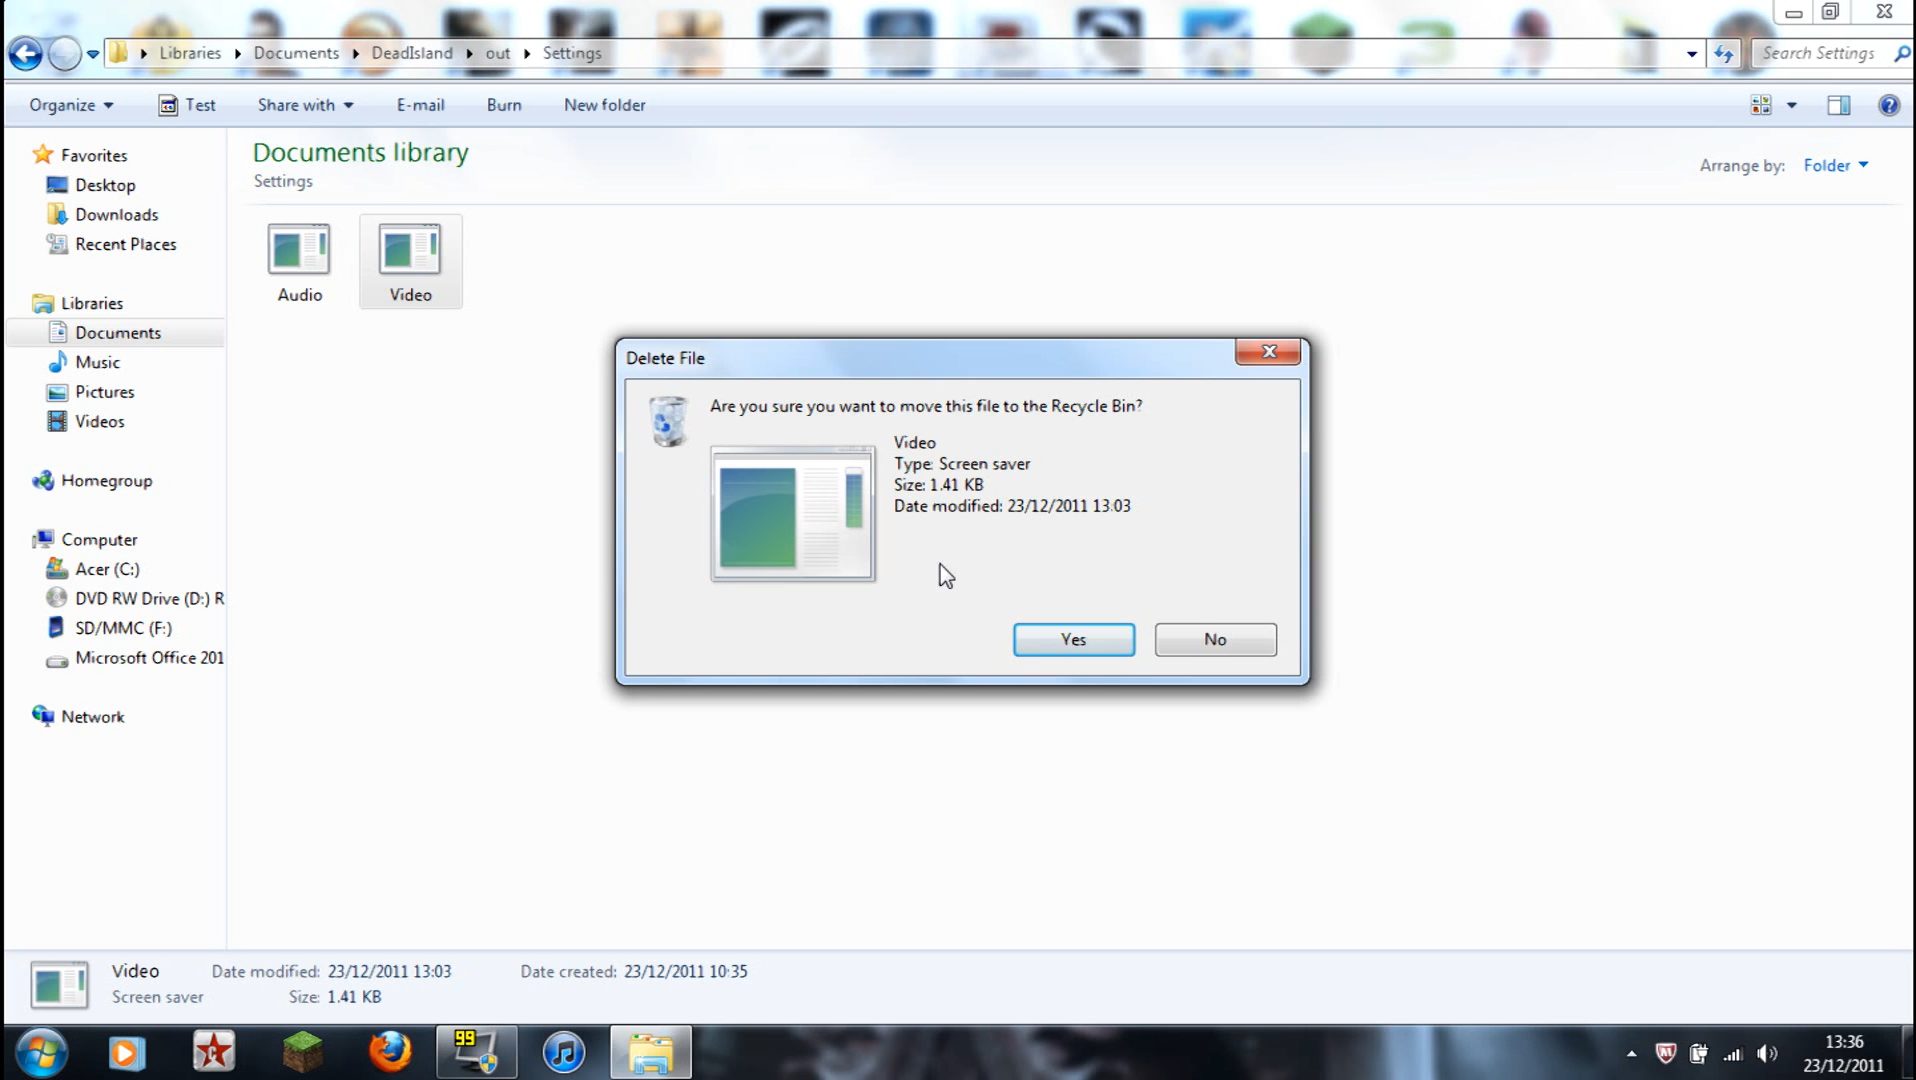 Libraries Documents DeadIsland out Settings
Search Settings
Organize Test Share with E-mail Burn New folder
Favorites
Desktop
Downloads
Recent Places
Libraries
Documents
Music
Pictures
Videos
Homegroup
Computer
Acer (C:)
DVD RW Drive (D:) R
SD/MMC (F:)
Microsoft Office 201
Network
Documents library
Settings
Arrange by: Folder
Audio
Video
Delete File
Are you sure you want to move this file to the Recycle Bin?
Video
Type: Screen saver
Size: 1.41 KB
Date modified: 23/12/2011 13:03
Yes
No
Video Date modified: 23/12/2011 13:03 Date created: 23/12/2011 10:35
Screen saver Size: 1.41 KB
99
13:36
23/12/2011